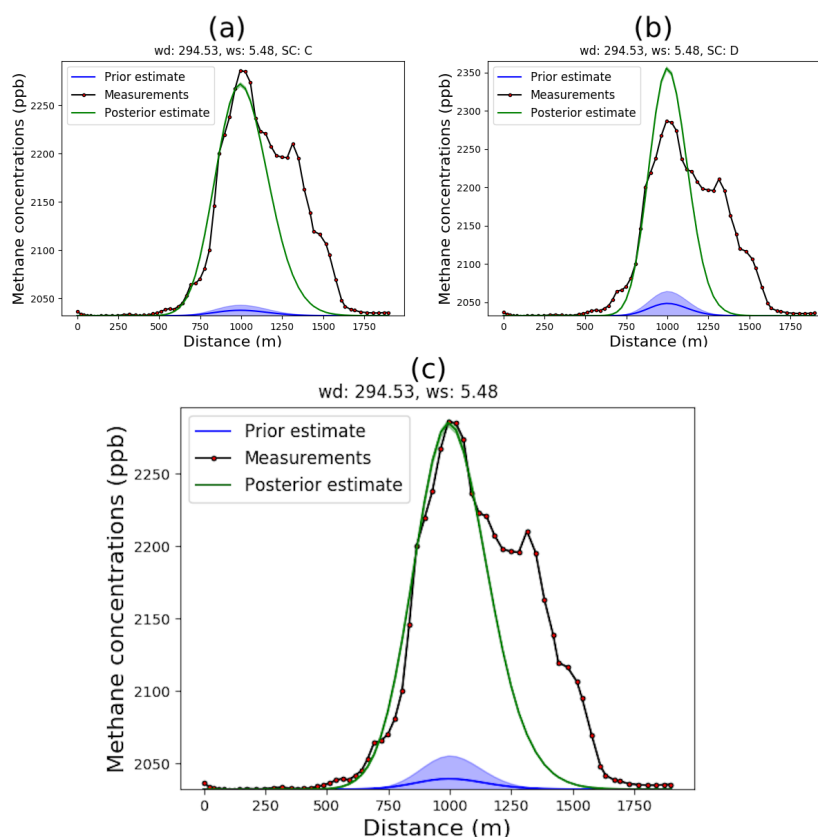 (a)
wd: 294.53, ws: 5.48, SC: C
Prior estimate
Measurements
Posterior estimate
Methane concentrations (ppb)
2250
2200
2150
2100
2050
0 250 500 750 1000 1250 1500 1750
Distance (m)
(b)
wd: 294.53, ws: 5.48, SC: D
Prior estimate
Measurements
Posterior estimate
Methane concentrations (ppb)
2350
2300
2250
2200
2150
2100
2050
0 250 500 750 1000 1250 1500 1750
Distance (m)
(c)
wd: 294.53, ws: 5.48
Prior estimate
Measurements
Posterior estimate
Methane concentrations (ppb)
2250
2200
2150
2100
2050
0 250 500 750 1000 1250 1500 1750
Distance (m)